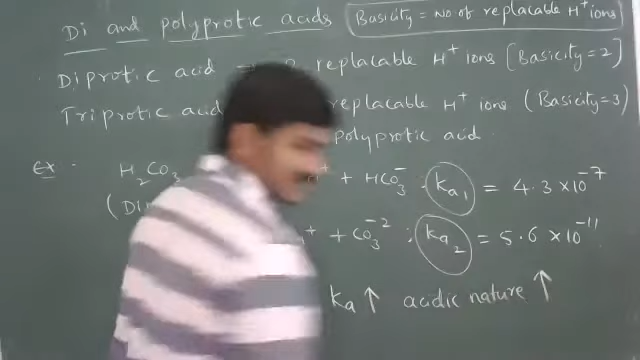 Di and polyprotic acids
Basicity = No. of replacable H⁺ ions
Diprotic acid replacable H⁺ ions [Basicity=2]
Triprotic acid replacable H⁺ ions (Basicity=3)
polyprotic acid.
Ex. H₂CO₃ + HCO₃⁻ . Ka₁ = 4.3×10⁻⁷
+ CO₃⁻² ; Ka₂ = 5.6×10⁻¹¹
Ka ↑ acidic nature ↑